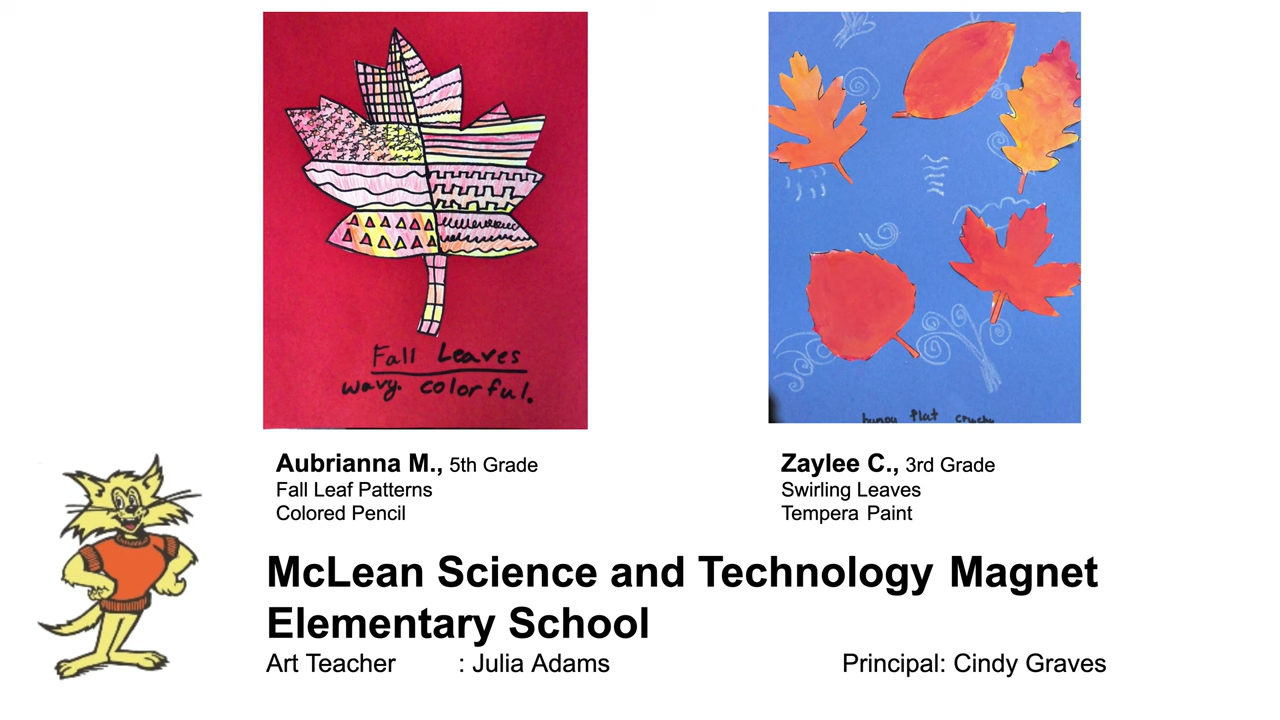 Fall Leaves
wavy. colorful.
flat
Aubrianna M., 5th Grade
Fall Leaf Patterns
Colored Pencil
Zaylee C., 3rd Grade
Swirling Leaves
Tempera Paint
McLean Science and Technology Magnet
Elementary School
Art Teacher : Julia Adams
Principal: Cindy Graves